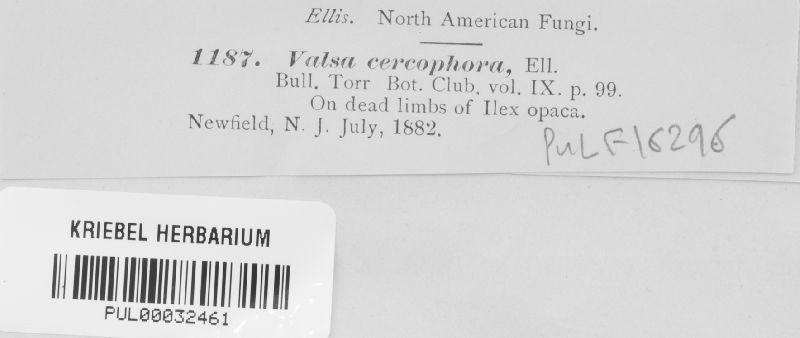 Ellis. North American Fungi.
1187. Valsa cercophora, Ell.
Bull. Torr Bot. Club. vol. IX. p. 99.
On dead limbs of Ilex opaca.
Newfield, N. J. July, 1882.
PuL F16296
KRIEBEL HERBARIUM
PUL00032461